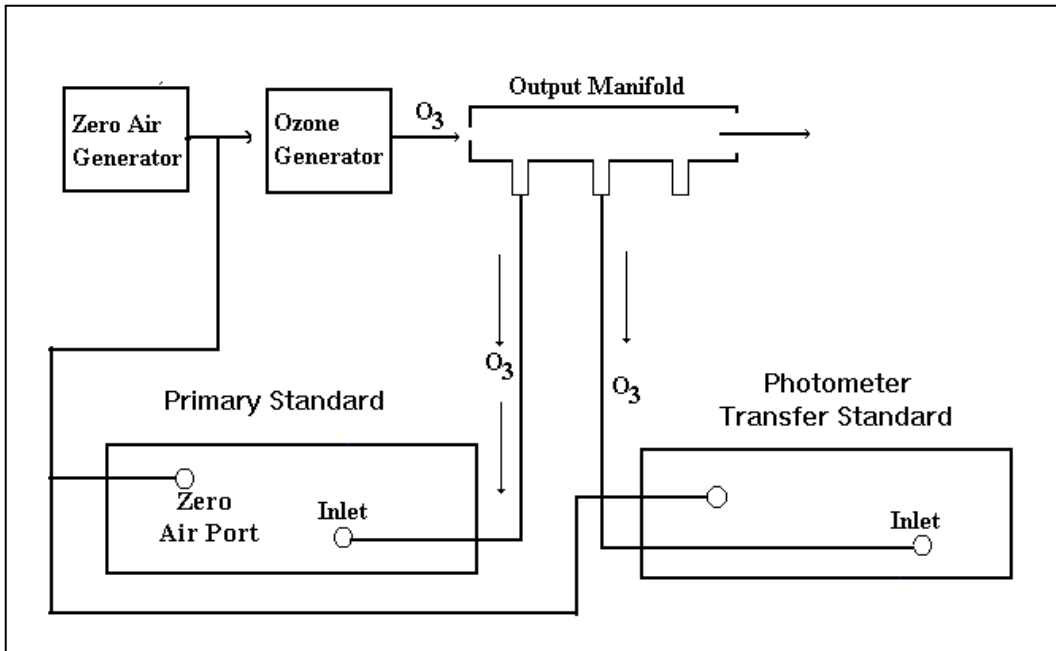 Output Manifold
Zero Air
Generator
Ozone
Generator
O3
O3
O3
Primary Standard
Photometer
Transfer Standard
Zero
Air Port
Inlet
Inlet